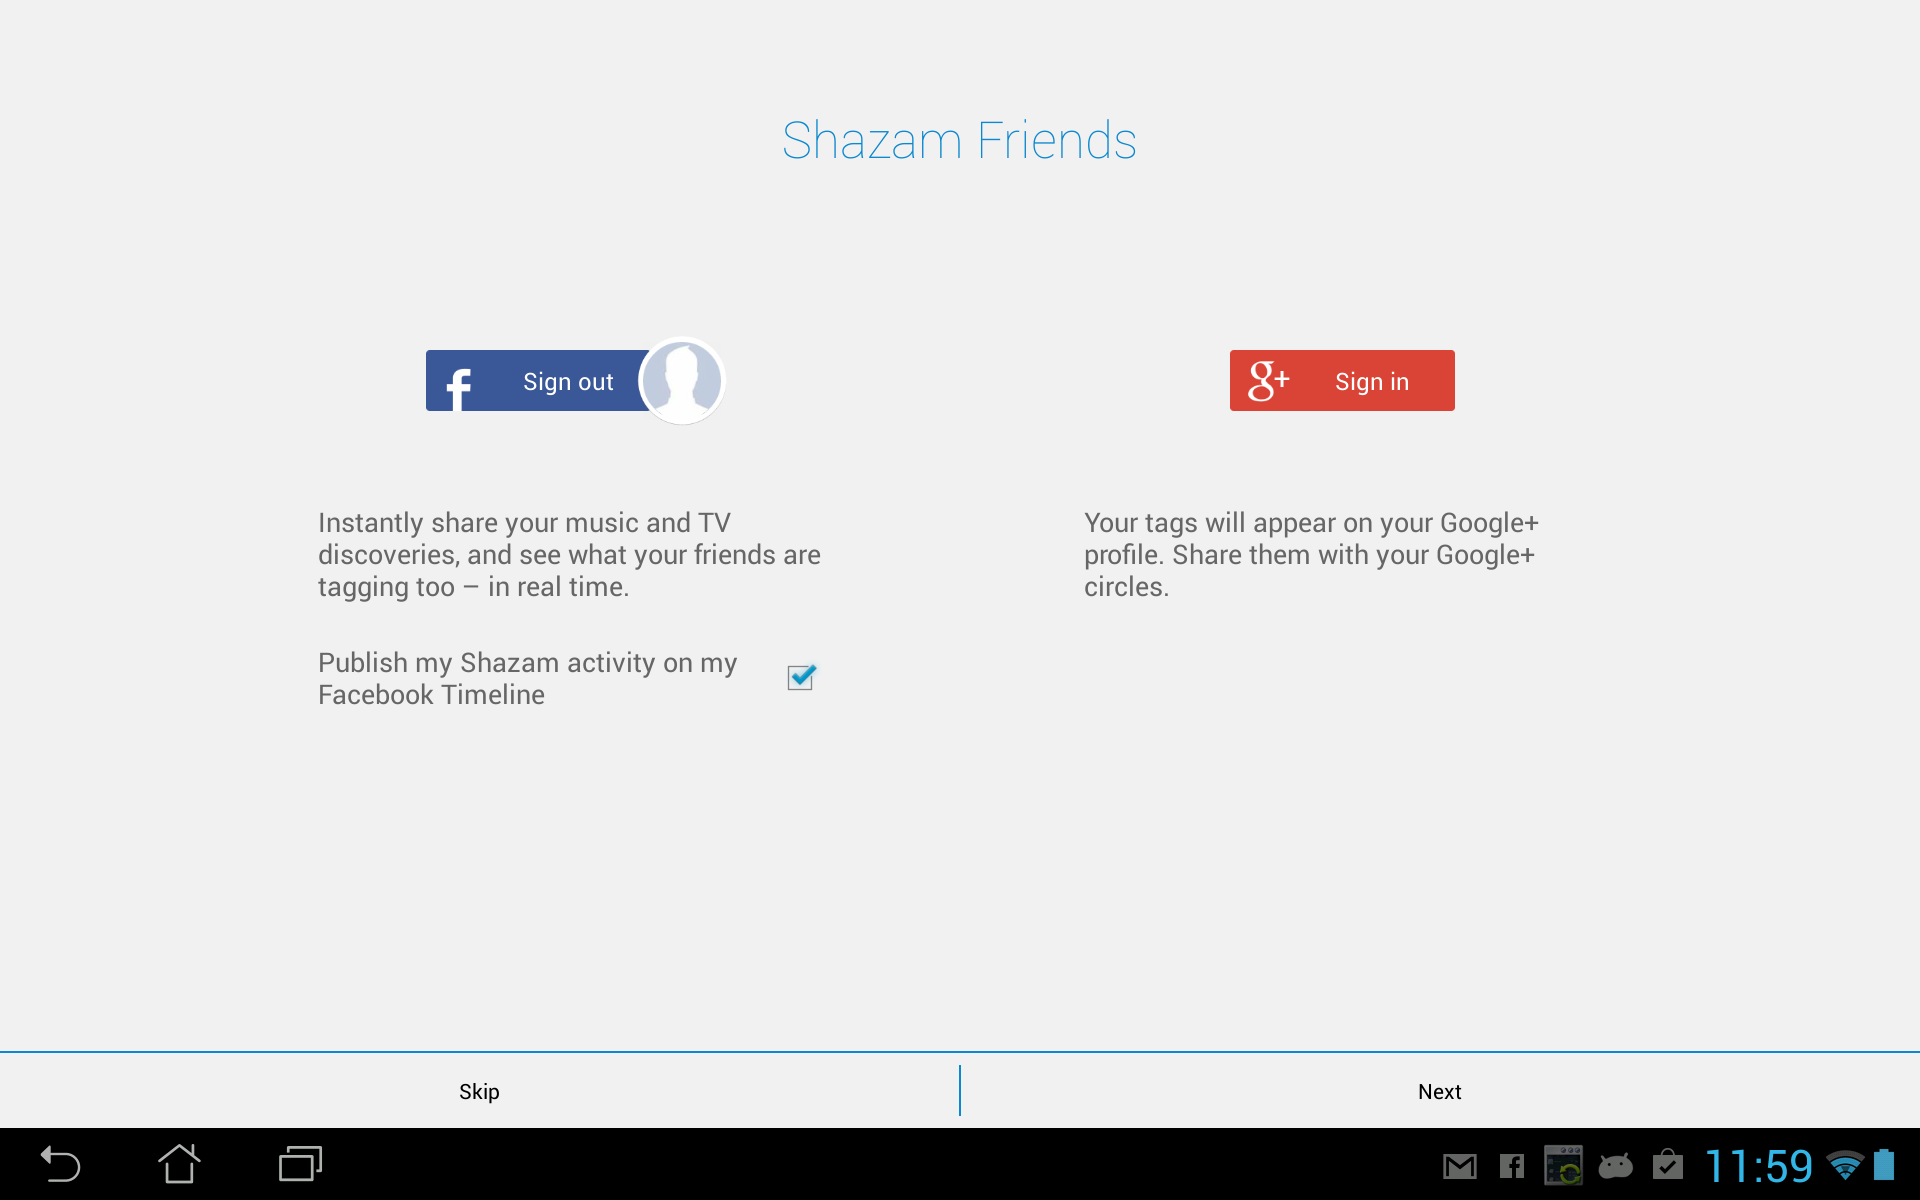 Shazam Friends
Sign out
Sign in
Instantly share your music and TV
discoveries, and see what your friends are
tagging too – in real time.
Publish my Shazam activity on my
Facebook Timeline
Your tags will appear on your Google+
profile. Share them with your Google+
circles.
Skip
Next
11:59